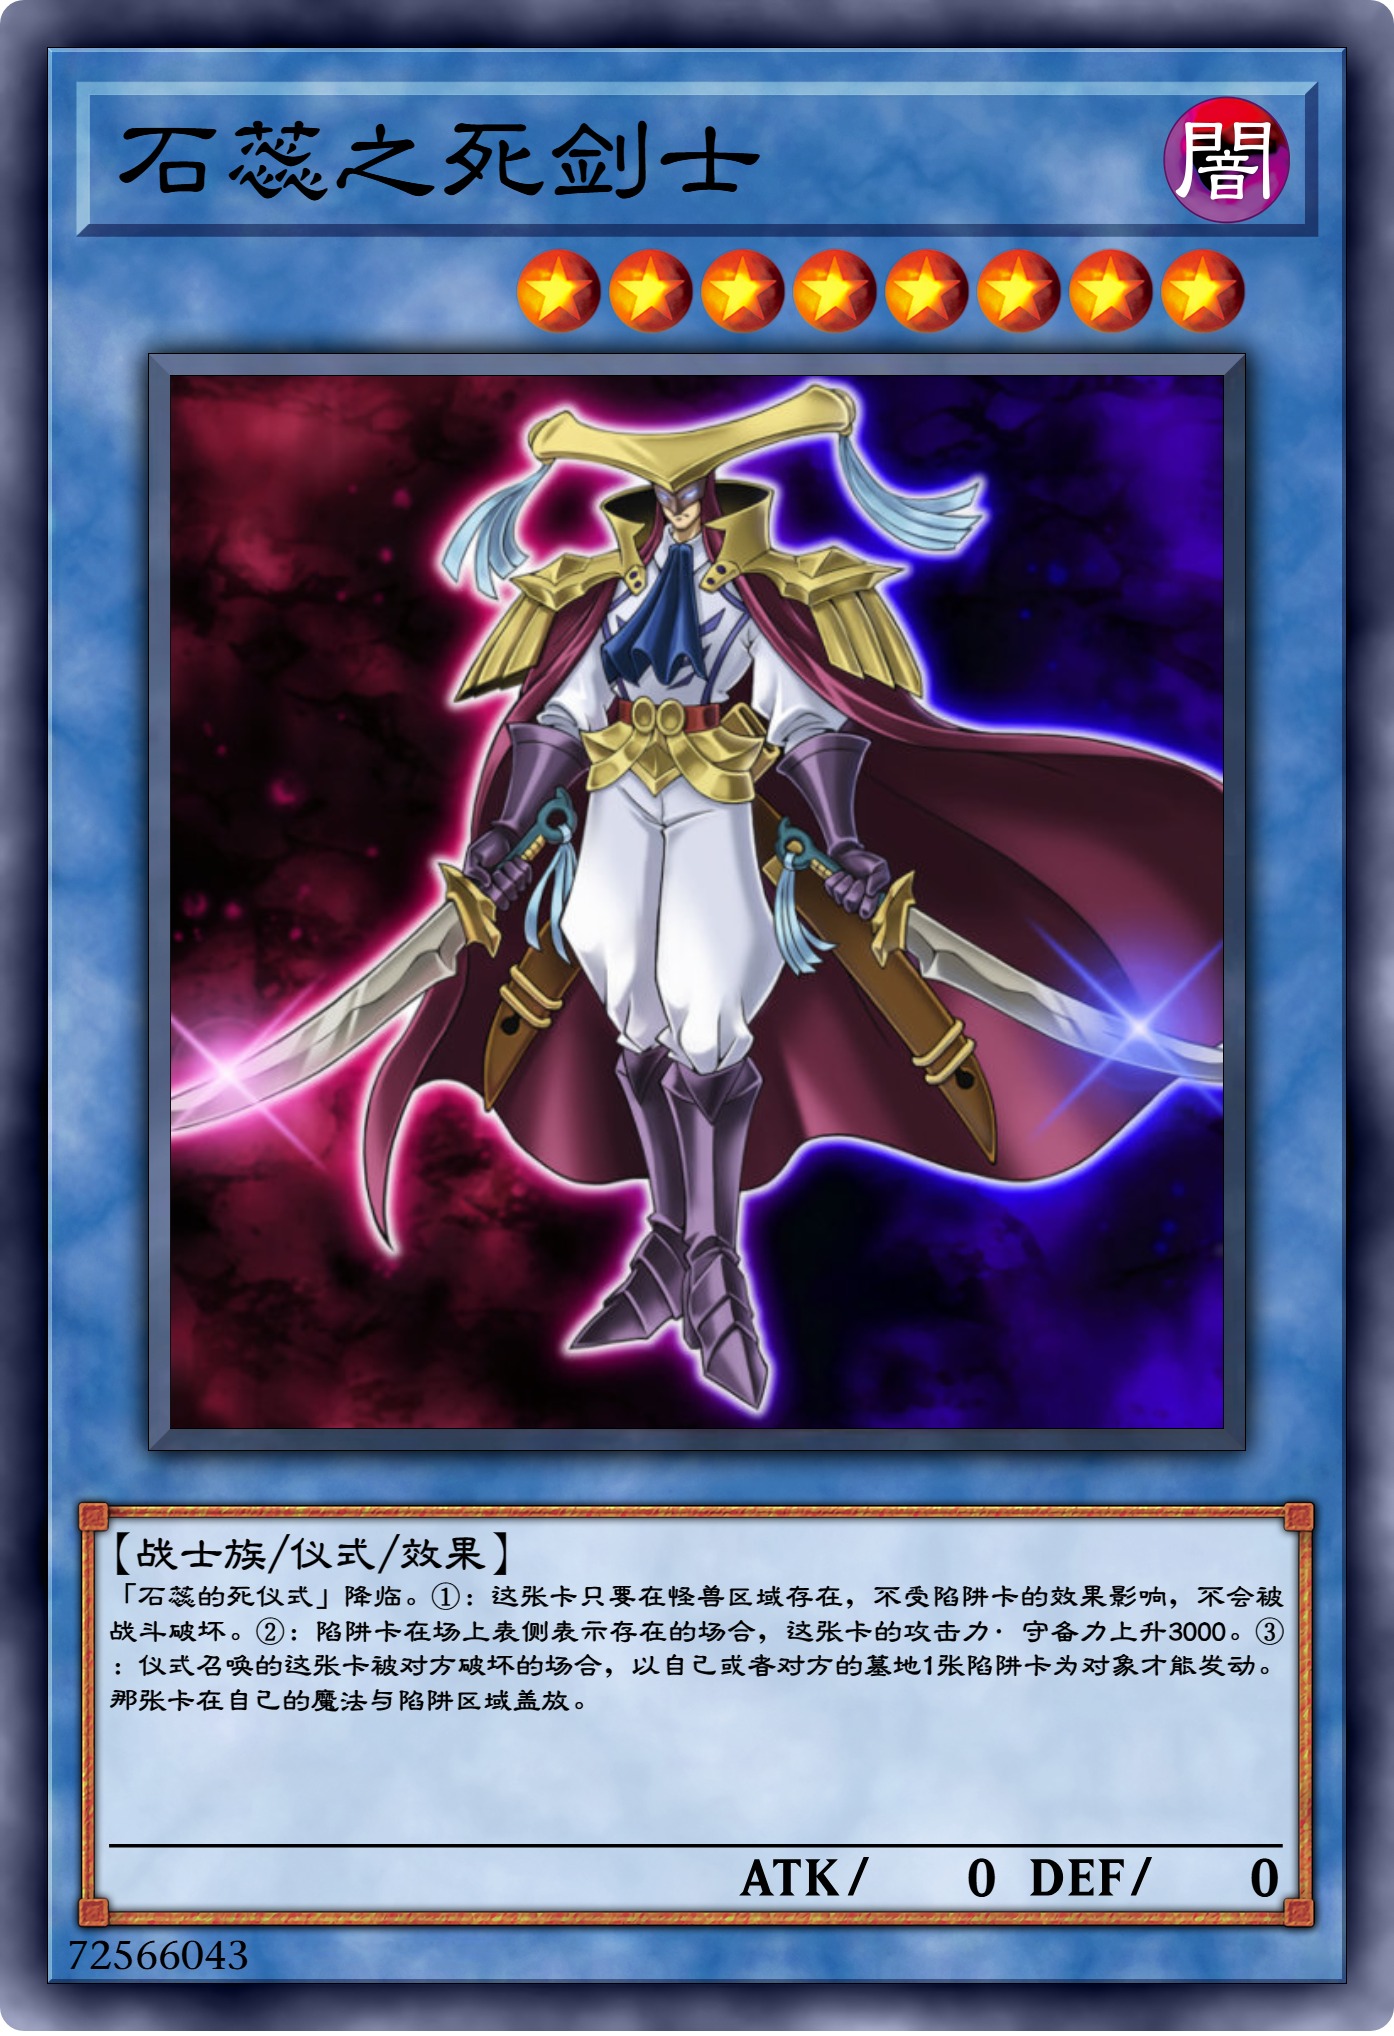 石蕊之死剑士
闇
【战士族/仪式/效果】
「石蕊的死仪式」降临。①：这张卡只要在怪兽区域存在，不受陷阱卡的效果影响，不会被
战斗破坏。②：陷阱卡在场上表侧表示存在的场合，这张卡的攻击力·守备力上升3000。③
：仪式召唤的这张卡被对方破坏的场合，以自己或者对方的墓地1张陷阱卡为对象才能发动。
那张卡在自己的魔法与陷阱区域盖放。
ATK/ 0 DEF/ 0
72566043